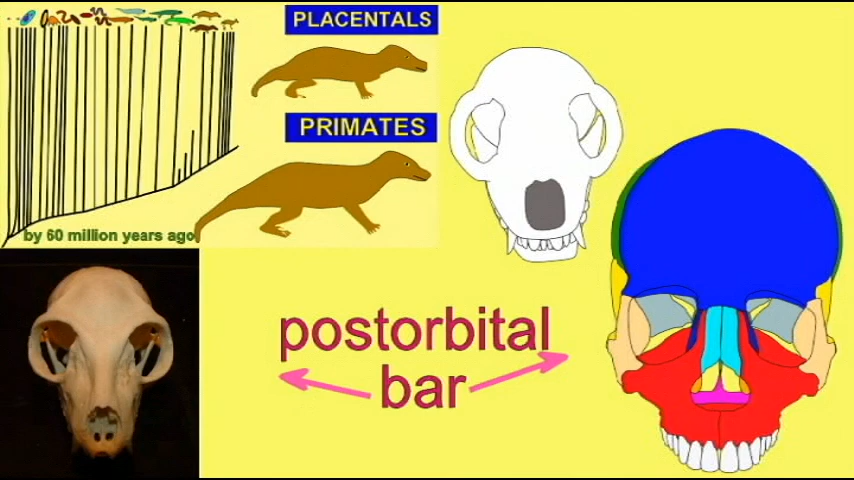 PLACENTALS
PRIMATES
by 60 million years ago
postorbital
bar